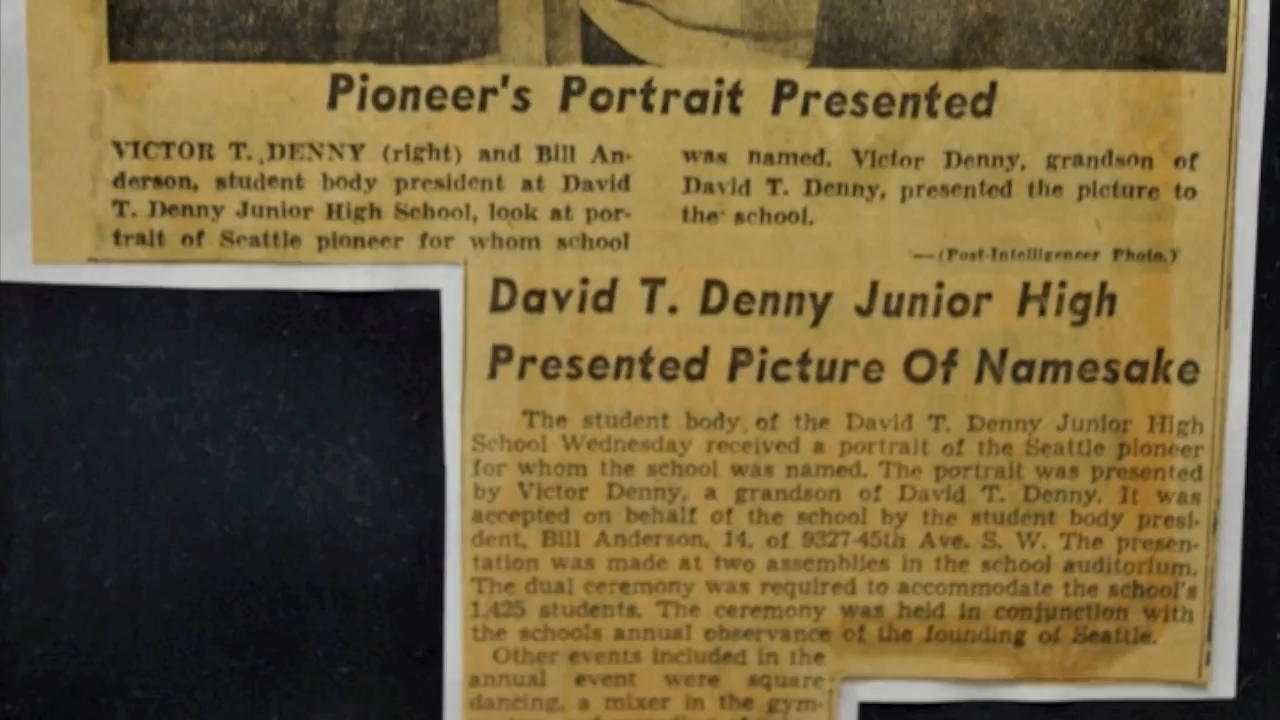 Pioneer's Portrait Presented
VICTOR T. DENNY (right) and Bill An-
derson, student body president at David
T. Denny Junior High School, look at por-
trait of Seattle pioneer for whom school
was named. Victor Denny, grandson of
David T. Denny, presented the picture to
the school.
—(Post-Intelligencer Photo.)
David T. Denny Junior High
Presented Picture Of Namesake
The student body of the David T. Denny Junior High
School Wednesday received a portrait of the Seattle pioneer
for whom the school was named. The portrait was presented
by Victor Denny, a grandson of David T. Denny. It was
accepted on behalf of the school by the student body presi-
dent, Bill Anderson, 14, of 9327-45th Ave. S. W. The presen-
tation was made at two assemblies in the school auditorium.
The dual ceremony was required to accommodate the school's
1,425 students. The ceremony was held in conjunction with
the schools annual observance of the founding of Seattle.
Other events included in the
annual event were square
dancing, a mixer in the gym-